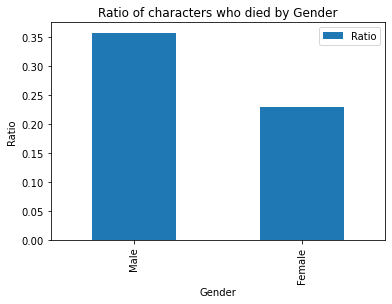 Ratio of characters who died by Gender
Ratio
0.35
0.30
0.25
0.20
0.15
0.10
0.05
0.00
Ratio
Male
Female
Gender